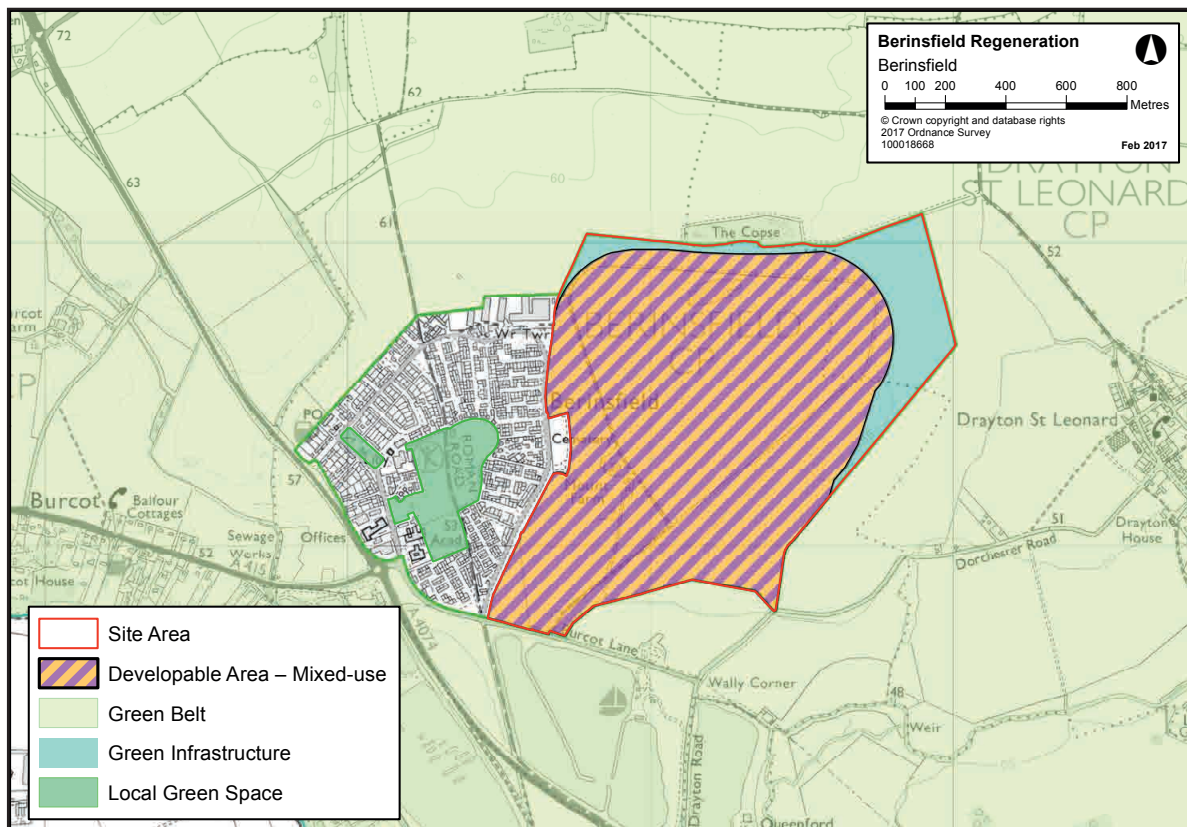 Berinsfield Regeneration
Berinsfield
0 100 200 400 600 800
Metres
© Crown copyright and database rights
2017 Ordnance Survey
100018668
Feb 2017
72
62
63
60
61
DRAYTON
ST LEONARD
CP
52
The Copse
Wr Twr
BERINSFIELD
CP
Berinsfield
Cemetery
Mount
Farm
ROMAN
ROAD
PO
57
53
Acad
Drayton St Leonard
Burcot
Balfour
Cottages
Sewage
Works
Offices
52
A 415
A 4074
51
Drayton
House
Dorchester Road
Burcot Lane
Wally Corner
48
Weir
Drayton Road
Queenford
Site Area
Developable Area – Mixed-use
Green Belt
Green Infrastructure
Local Green Space